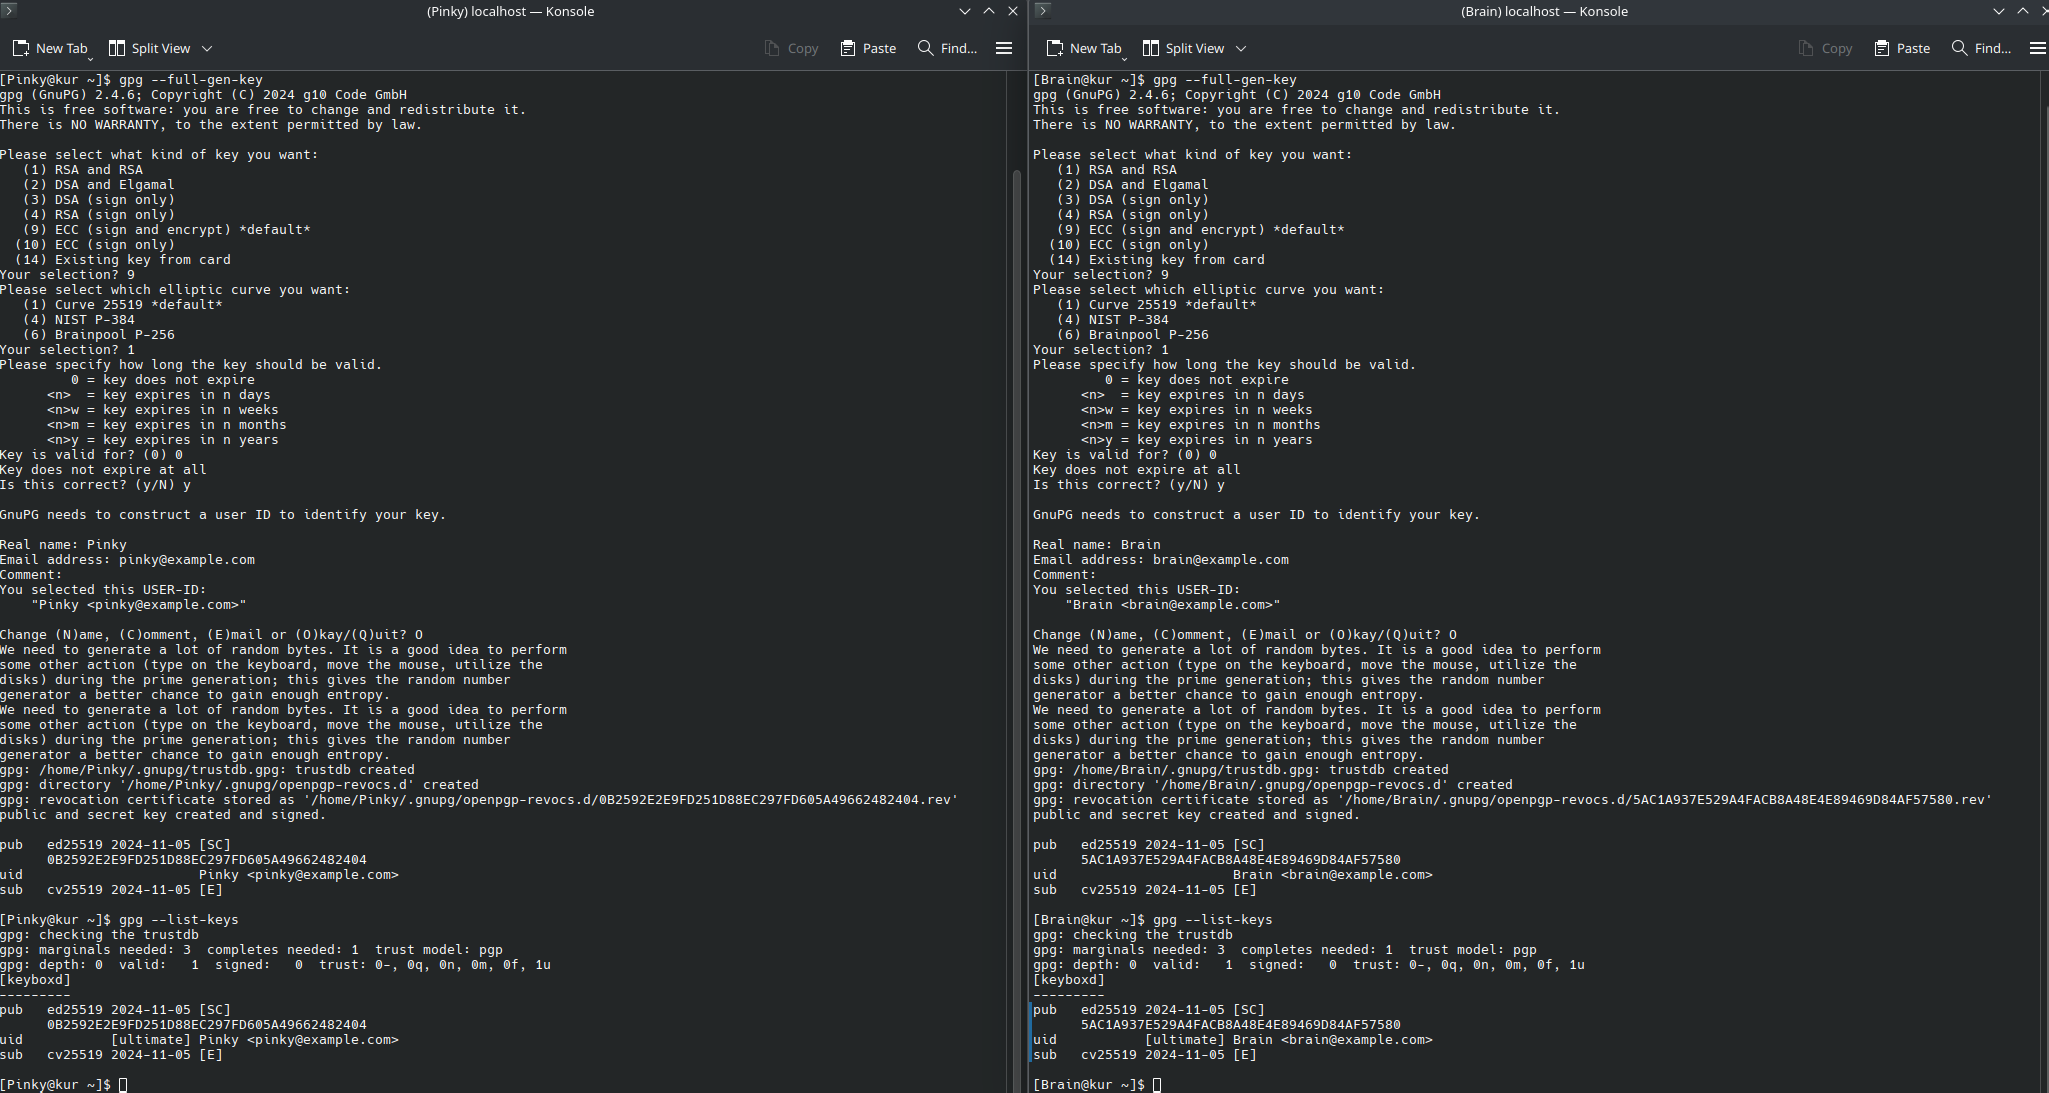 (Pinky) localhost — Konsole
New Tab Split View Copy Paste Find...
[Pinky@kur ~]$ gpg --full-gen-key
gpg (GnuPG) 2.4.6; Copyright (C) 2024 g10 Code GmbH
This is free software: you are free to change and redistribute it.
There is NO WARRANTY, to the extent permitted by law.
Please select what kind of key you want:
(1) RSA and RSA
(2) DSA and Elgamal
(3) DSA (sign only)
(4) RSA (sign only)
(9) ECC (sign and encrypt) *default*
(10) ECC (sign only)
(14) Existing key from card
Your selection? 9
Please select which elliptic curve you want:
(1) Curve 25519 *default*
(4) NIST P-384
(6) Brainpool P-256
Your selection? 1
Please specify how long the key should be valid.
0 = key does not expire
<n>  = key expires in n days
<n>w = key expires in n weeks
<n>m = key expires in n months
<n>y = key expires in n years
Key is valid for? (0) 0
Key does not expire at all
Is this correct? (y/N) y
GnuPG needs to construct a user ID to identify your key.
Real name: Pinky
Email address: pinky@example.com
Comment:
You selected this USER-ID:
"Pinky <pinky@example.com>"
Change (N)ame, (C)omment, (E)mail or (O)kay/(Q)uit? O
We need to generate a lot of random bytes. It is a good idea to perform
some other action (type on the keyboard, move the mouse, utilize the
disks) during the prime generation; this gives the random number
generator a better chance to gain enough entropy.
We need to generate a lot of random bytes. It is a good idea to perform
some other action (type on the keyboard, move the mouse, utilize the
disks) during the prime generation; this gives the random number
generator a better chance to gain enough entropy.
gpg: /home/Pinky/.gnupg/trustdb.gpg: trustdb created
gpg: directory '/home/Pinky/.gnupg/openpgp-revocs.d' created
gpg: revocation certificate stored as '/home/Pinky/.gnupg/openpgp-revocs.d/0B2592E2E9FD251D88EC297FD605A49662482404.rev'
public and secret key created and signed.
pub   ed25519 2024-11-05 [SC]
0B2592E2E9FD251D88EC297FD605A49662482404
uid                      Pinky <pinky@example.com>
sub   cv25519 2024-11-05 [E]
[Pinky@kur ~]$ gpg --list-keys
gpg: checking the trustdb
gpg: marginals needed: 3  completes needed: 1  trust model: pgp
gpg: depth: 0  valid:   1  signed:   0  trust: 0-, 0q, 0n, 0m, 0f, 1u
[keyboxd]
---------
pub   ed25519 2024-11-05 [SC]
0B2592E2E9FD251D88EC297FD605A49662482404
uid           [ultimate] Pinky <pinky@example.com>
sub   cv25519 2024-11-05 [E]
[Pinky@kur ~]$
(Brain) localhost — Konsole
New Tab Split View Copy Paste Find...
[Brain@kur ~]$ gpg --full-gen-key
gpg (GnuPG) 2.4.6; Copyright (C) 2024 g10 Code GmbH
This is free software: you are free to change and redistribute it.
There is NO WARRANTY, to the extent permitted by law.
Please select what kind of key you want:
(1) RSA and RSA
(2) DSA and Elgamal
(3) DSA (sign only)
(4) RSA (sign only)
(9) ECC (sign and encrypt) *default*
(10) ECC (sign only)
(14) Existing key from card
Your selection? 9
Please select which elliptic curve you want:
(1) Curve 25519 *default*
(4) NIST P-384
(6) Brainpool P-256
Your selection? 1
Please specify how long the key should be valid.
0 = key does not expire
<n>  = key expires in n days
<n>w = key expires in n weeks
<n>m = key expires in n months
<n>y = key expires in n years
Key is valid for? (0) 0
Key does not expire at all
Is this correct? (y/N) y
GnuPG needs to construct a user ID to identify your key.
Real name: Brain
Email address: brain@example.com
Comment:
You selected this USER-ID:
"Brain <brain@example.com>"
Change (N)ame, (C)omment, (E)mail or (O)kay/(Q)uit? O
We need to generate a lot of random bytes. It is a good idea to perform
some other action (type on the keyboard, move the mouse, utilize the
disks) during the prime generation; this gives the random number
generator a better chance to gain enough entropy.
We need to generate a lot of random bytes. It is a good idea to perform
some other action (type on the keyboard, move the mouse, utilize the
disks) during the prime generation; this gives the random number
generator a better chance to gain enough entropy.
gpg: /home/Brain/.gnupg/trustdb.gpg: trustdb created
gpg: directory '/home/Brain/.gnupg/openpgp-revocs.d' created
gpg: revocation certificate stored as '/home/Brain/.gnupg/openpgp-revocs.d/5AC1A937E529A4FACB8A48E4E89469D84AF57580.rev'
public and secret key created and signed.
pub   ed25519 2024-11-05 [SC]
5AC1A937E529A4FACB8A48E4E89469D84AF57580
uid                      Brain <brain@example.com>
sub   cv25519 2024-11-05 [E]
[Brain@kur ~]$ gpg --list-keys
gpg: checking the trustdb
gpg: marginals needed: 3  completes needed: 1  trust model: pgp
gpg: depth: 0  valid:   1  signed:   0  trust: 0-, 0q, 0n, 0m, 0f, 1u
[keyboxd]
---------
pub   ed25519 2024-11-05 [SC]
5AC1A937E529A4FACB8A48E4E89469D84AF57580
uid           [ultimate] Brain <brain@example.com>
sub   cv25519 2024-11-05 [E]
[Brain@kur ~]$